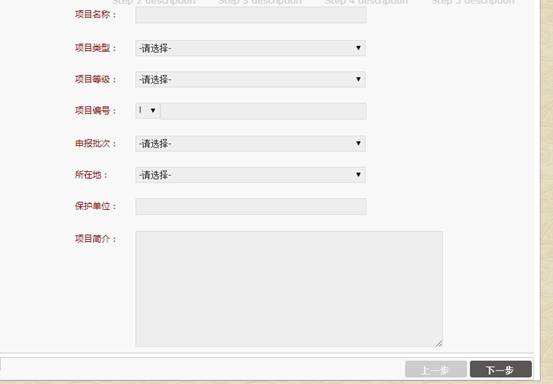 Step 2 description Step 3 description Step 4 description Step 5 description
项目名称：
项目类型： -请选择-
项目等级： -请选择-
项目编号： Ⅰ
申报批次： -请选择-
所在地： -请选择-
保护单位：
项目简介：
上一步 下一步